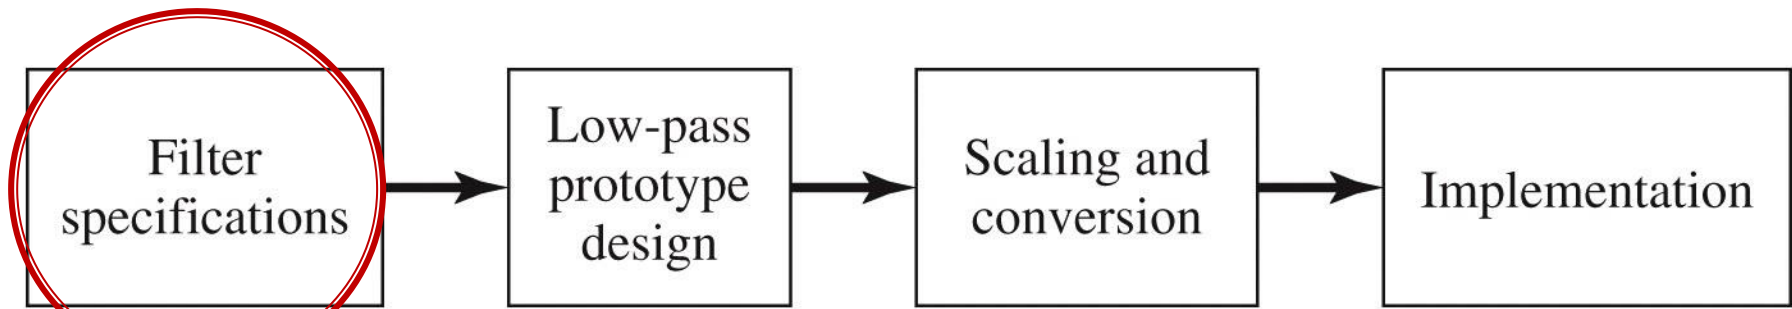 Filter
specifications
Low-pass
prototype
design
Scaling and
conversion
Implementation